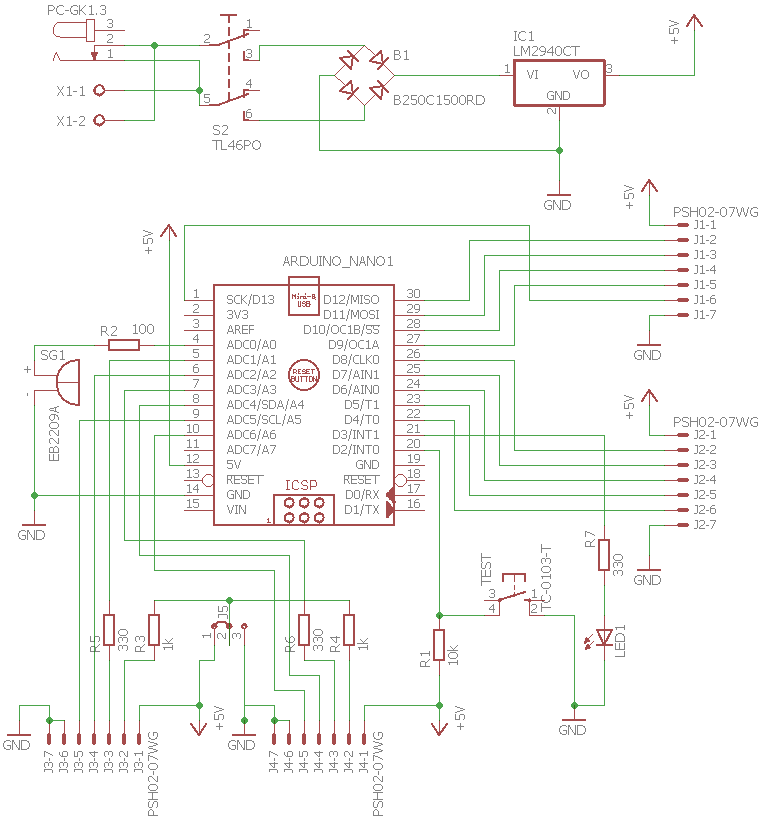 PC-GK1.3
3
2
1
X1-1
X1-2
2
1
3
4
5
6
S2
TL46PO
B1
B250C1500RD
IC1
LM2940CT
1
VI
VO
3
GND
2
+5V
GND
+5V
PSH02-07WG
J1-1
J1-2
J1-3
J1-4
J1-5
J1-6
J1-7
GND
+5V
ARDUINO_NANO1
Mini-B
USB
1 SCK/D13 D12/MISO 30
2 3V3 D11/MOSI 29
3 AREF D10/OC1B/SS 28
4 ADC0/A0 D9/OC1A 27
5 ADC1/A1 D8/CLK0 26
6 ADC2/A2 D7/AIN1 25
7 ADC3/A3 D6/AIN0 24
8 ADC4/SDA/A4 D5/T1 23
9 ADC5/SCL/A5 D4/T0 22
10 ADC6/A6 D3/INT1 21
11 ADC7/A7 D2/INT0 20
12 5V GND 19
13 RESET RESET 18
14 GND D0/RX 17
15 VIN D1/TX 16
RESET
BUTTON
ICSP
1
R2 100
SG1
+
-
EB2209A
GND
+5V
PSH02-07WG
J2-1
J2-2
J2-3
J2-4
J2-5
J2-6
J2-7
GND
R7
330
LED1
TEST
TC-0103-T
3
4
1
2
R1
10k
GND
R5
330
R3
1k
J5
1
2
3
R6
330
R4
1k
GND
J3-7
J3-6
J3-5
J3-4
J3-3
J3-2
J3-1
PSH02-07WG
+5V
GND
J4-7
J4-6
J4-5
J4-4
J4-3
J4-2
J4-1
PSH02-07WG
+5V